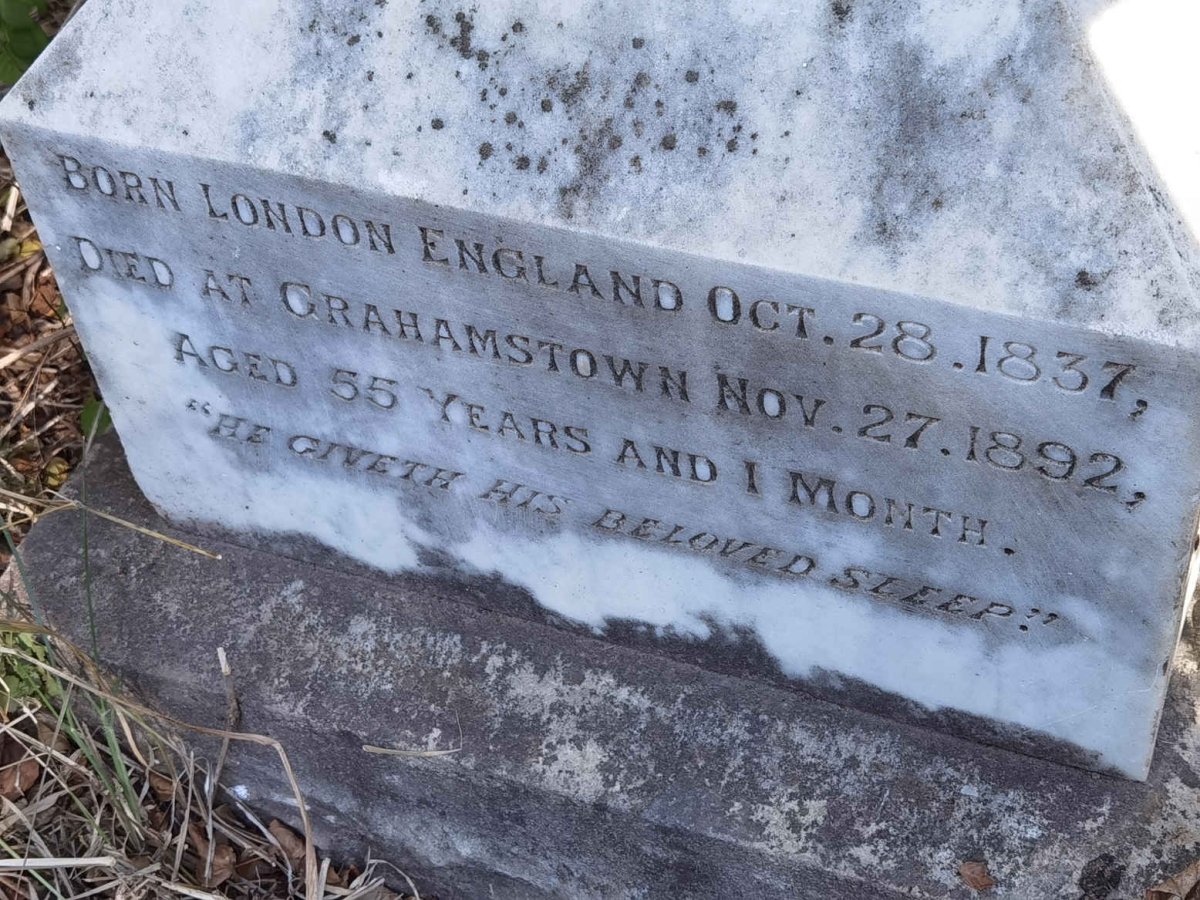 BORN LONDON ENGLAND OCT. 28. 1837,
DIED AT GRAHAMSTOWN NOV. 27. 1892,
AGED 55 YEARS AND 1 MONTH.
"HE GIVETH HIS BELOVED SLEEP."